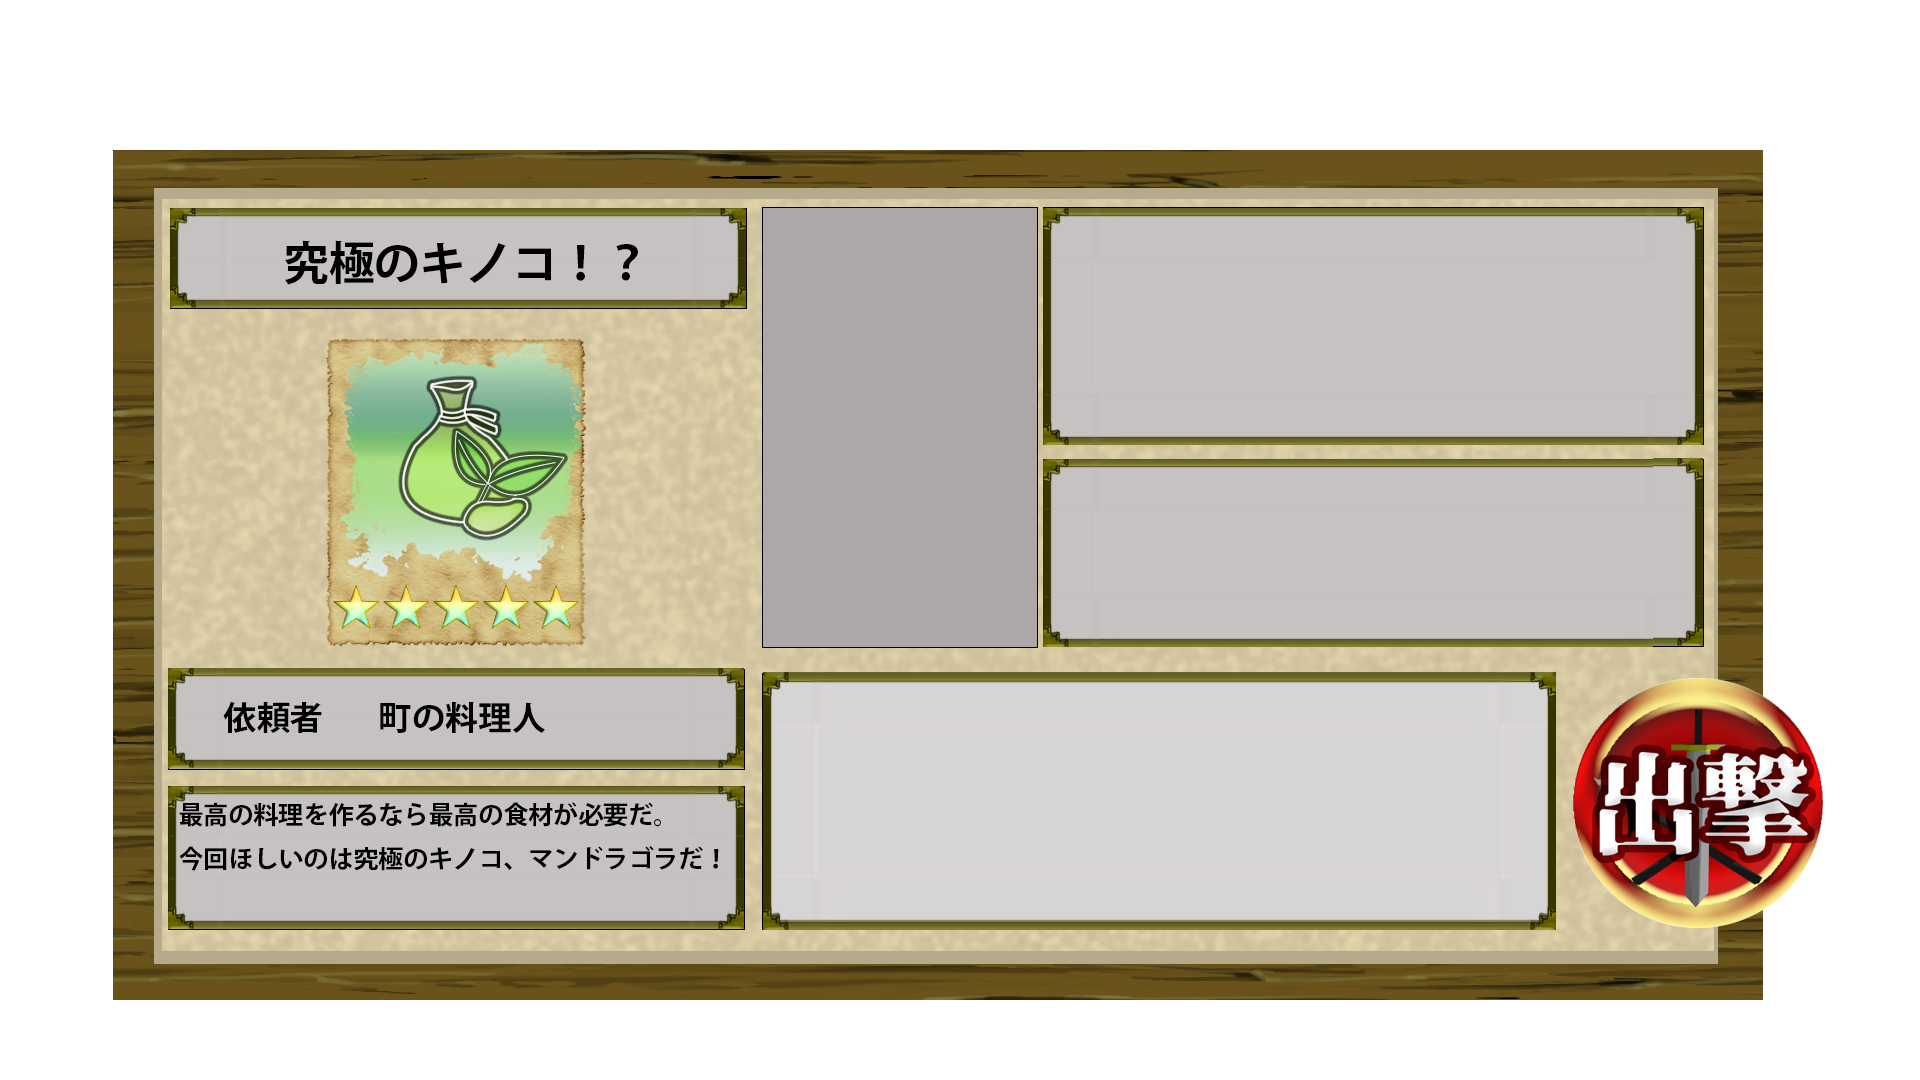 究極のキノコ！？
依頼者　町の料理人
最高の料理を作るなら最高の食材が必要だ。
今回ほしいのは究極のキノコ、マンドラゴラだ！
出撃